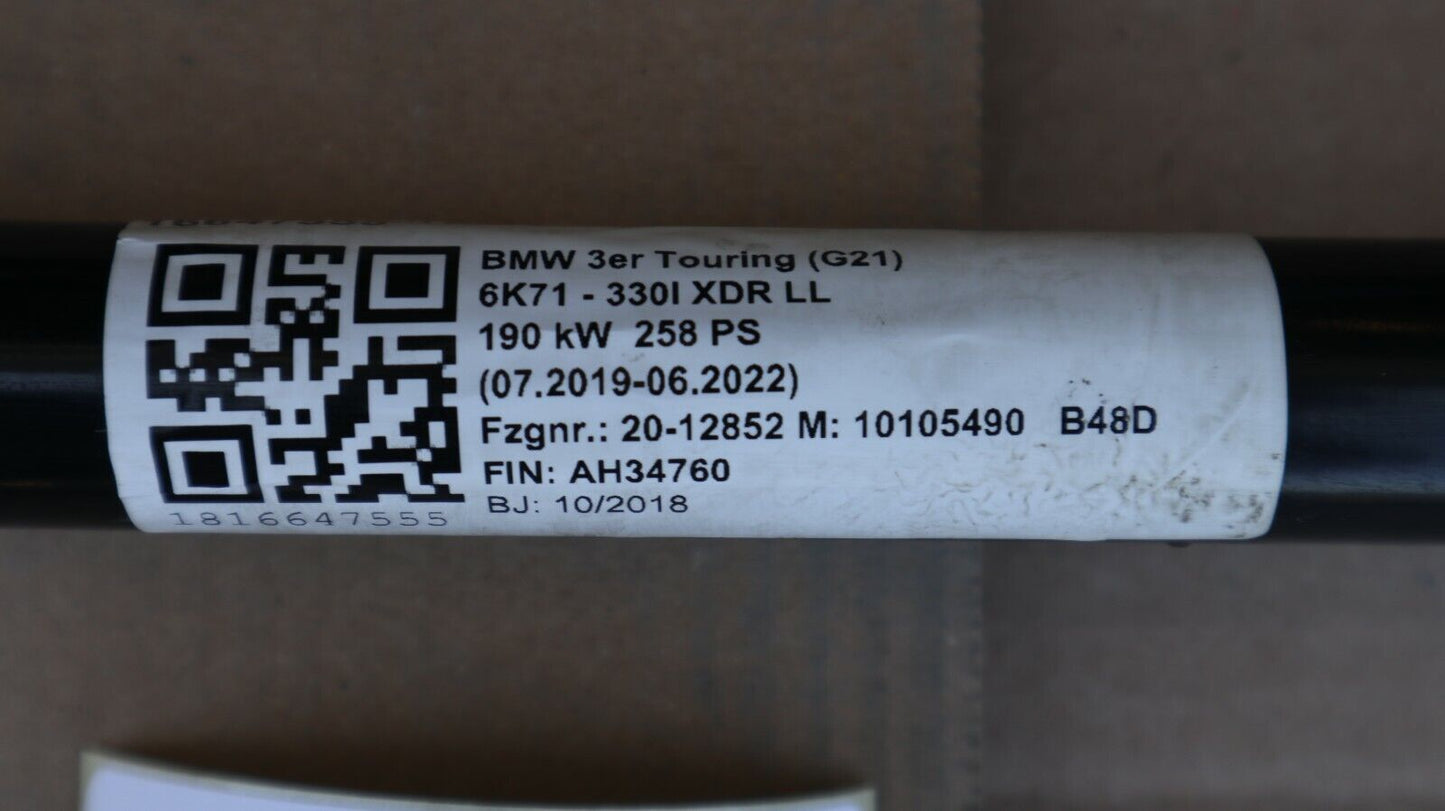 BMW 3er Touring (G21)
6K71 - 330I XDR LL
190 kW 258 PS
(07.2019-06.2022)
Fzgnr.: 20-12852 M: 10105490 B48D
FIN: AH34760
BJ: 10/2018
1816647555